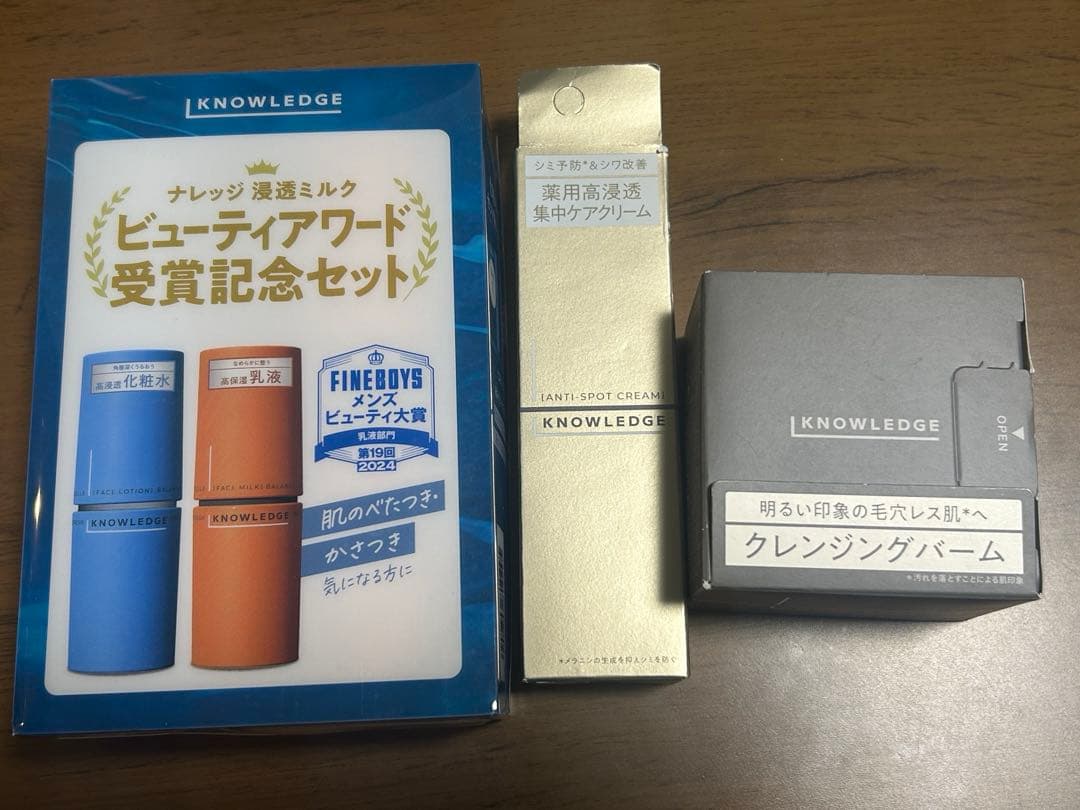 KNOWLEDGE
ナレッジ 浸透ミルク
ビューティアワード
受賞記念セット
角層深くうるおう
高浸透 化粧水
[FACE LOTION]
KNOWLEDGE
なめらかに整う
高保湿 乳液
[FACE MILK]
KNOWLEDGE
FINEBOYS
メンズ
ビューティ大賞
乳液部門
第19回
2024
肌のべたつき・
かさつき
気になる方に
シミ予防*&シワ改善
薬用高浸透
集中ケアクリーム
[ANTI-SPOT CREAM]
KNOWLEDGE
*メラニンの生成を抑えシミを防ぐ
KNOWLEDGE
OPEN
明るい印象の毛穴レス肌*へ
クレンジングバーム
*汚れを落とすことによる肌印象